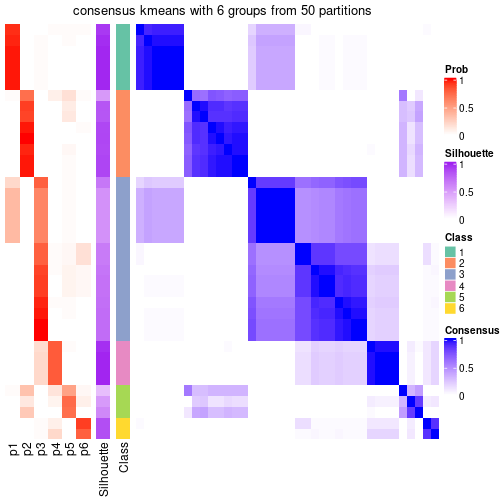 consensus kmeans with 6 groups from 50 partitions
Prob
1
0.5
0
Silhouette
1
0.5
0
Class
1
2
3
4
5
6
Consensus
1
0.5
0
p1
p2
p3
p4
p5
p6
Silhouette
Class